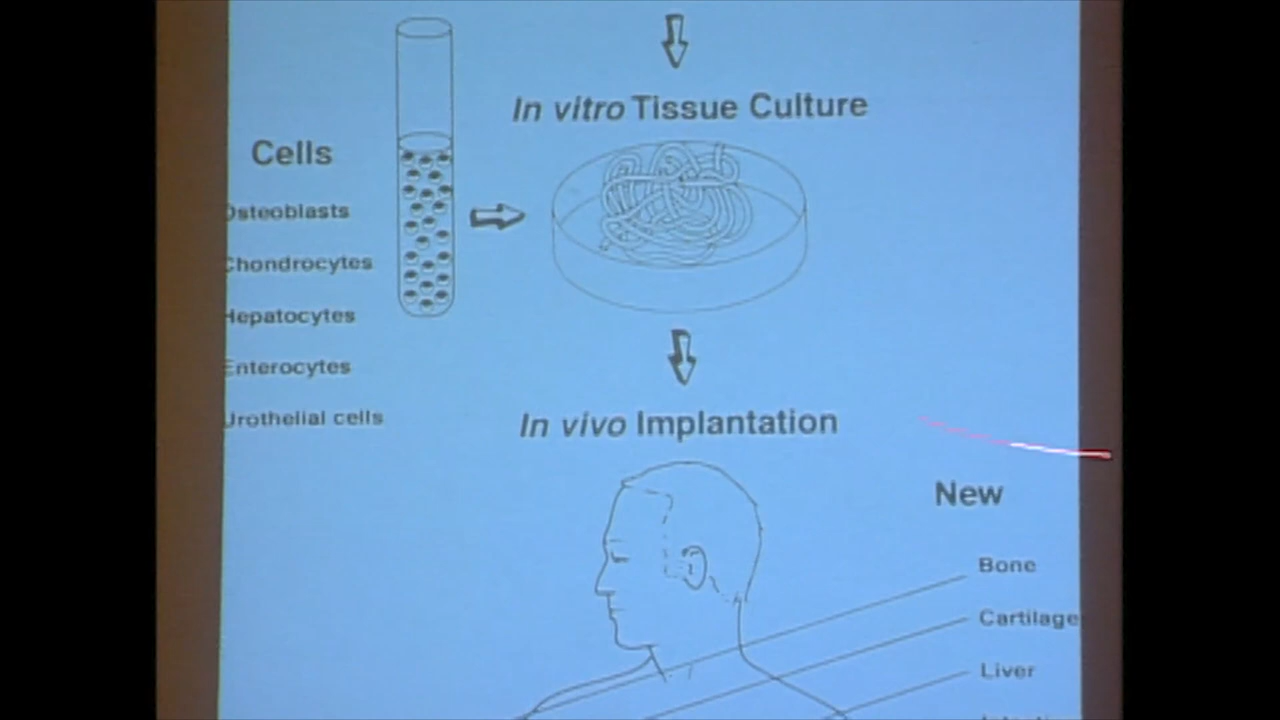 In vitro Tissue Culture
Cells
Osteoblasts
Chondrocytes
Hepatocytes
Enterocytes
Urothelial cells
In vivo Implantation
New
Bone
Cartilage
Liver